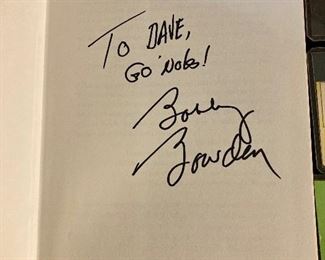 To DAVE,
Go 'Noles!
Bobby
Bowden